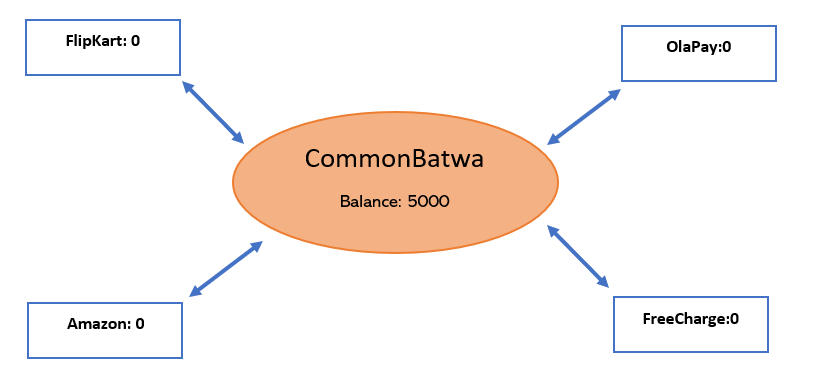 FlipKart: 0
OlaPay:0
CommonBatwa
Balance: 5000
Amazon: 0
FreeCharge:0